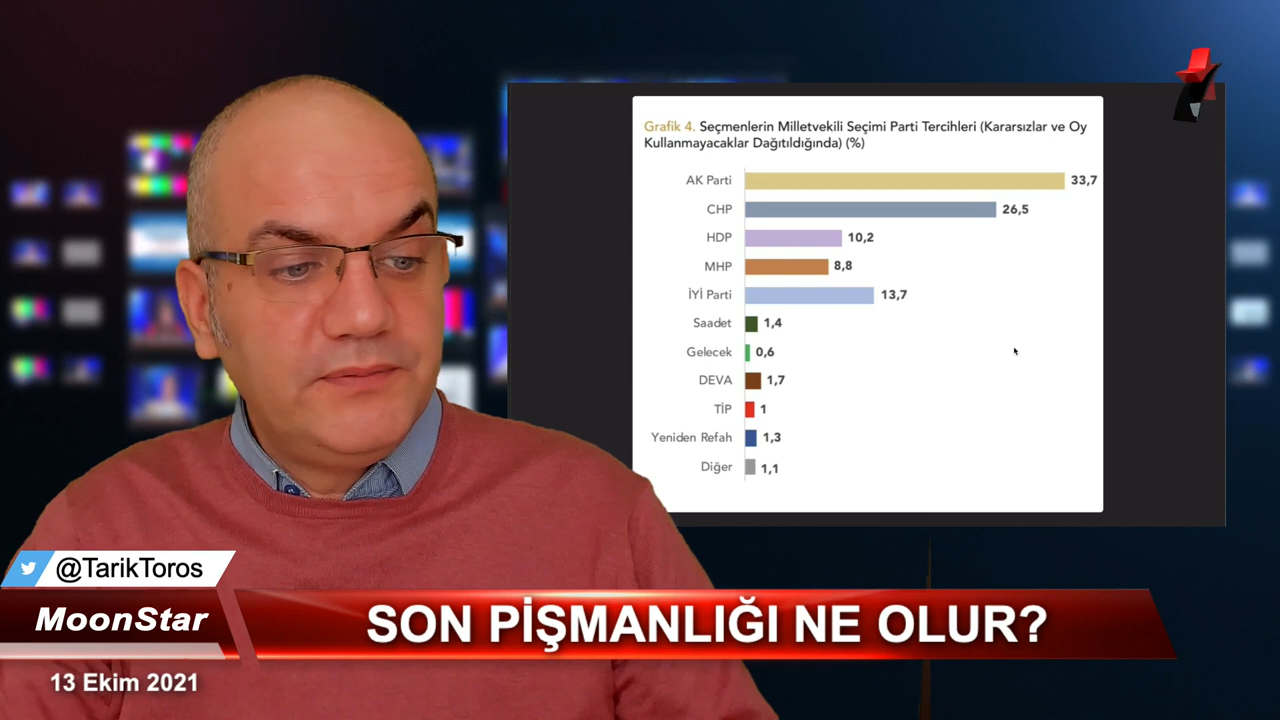 Grafik 4. Seçmenlerin Milletvekili Seçimi Parti Tercihleri (Kararsızlar ve Oy
Kullanmayacaklar Dağıtıldığında) (%)
AK Parti 33,7
CHP 26,5
HDP 10,2
MHP 8,8
İYİ Parti 13,7
Saadet 1,4
Gelecek 0,6
DEVA 1,7
TİP 1
Yeniden Refah 1,3
Diğer 1,1
@TarikToros
MoonStar
SON PİŞMANLIĞI NE OLUR?
13 Ekim 2021